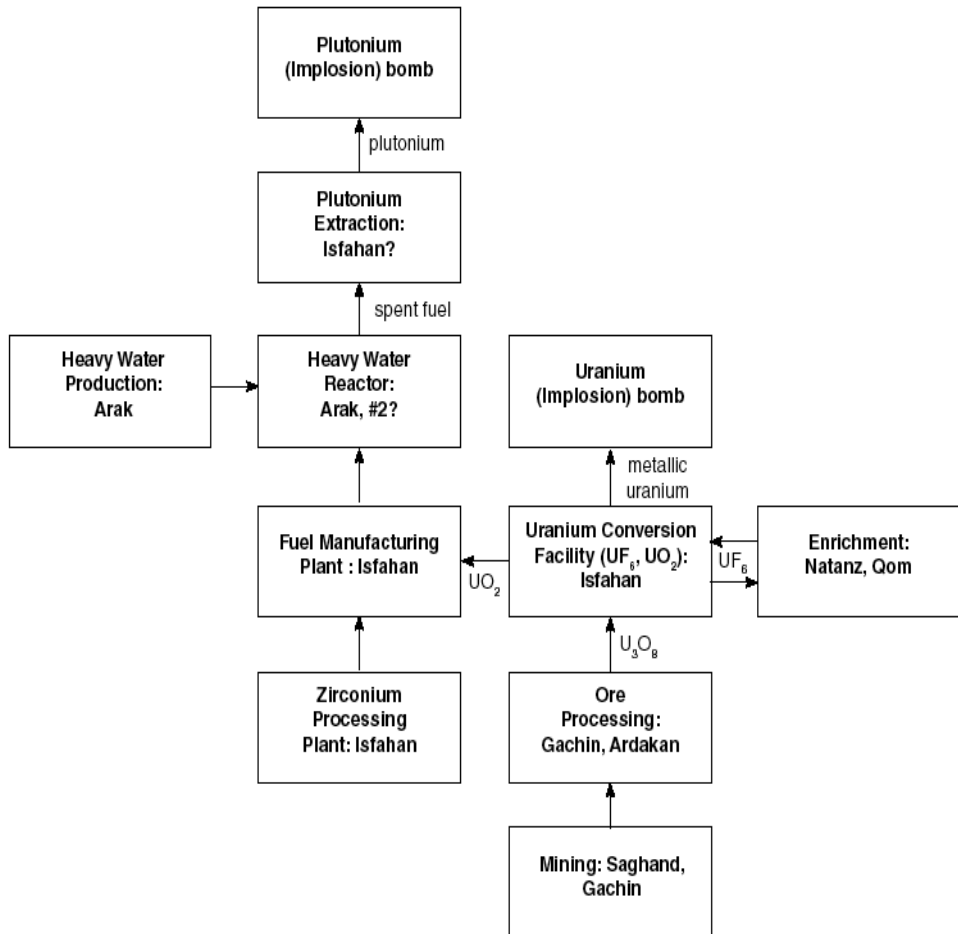 Plutonium
(Implosion) bomb
plutonium
Plutonium
Extraction:
Isfahan?
spent fuel
Heavy Water
Production:
Arak
Heavy Water
Reactor:
Arak, #2?
Uranium
(Implosion) bomb
metallic
uranium
Fuel Manufacturing
Plant : Isfahan
UO₂
Uranium Conversion
Facility (UF₆, UO₂):
Isfahan
UF₆
Enrichment:
Natanz, Qom
U₃O₈
Zirconium
Processing
Plant: Isfahan
Ore
Processing:
Gachin, Ardakan
Mining: Saghand,
Gachin